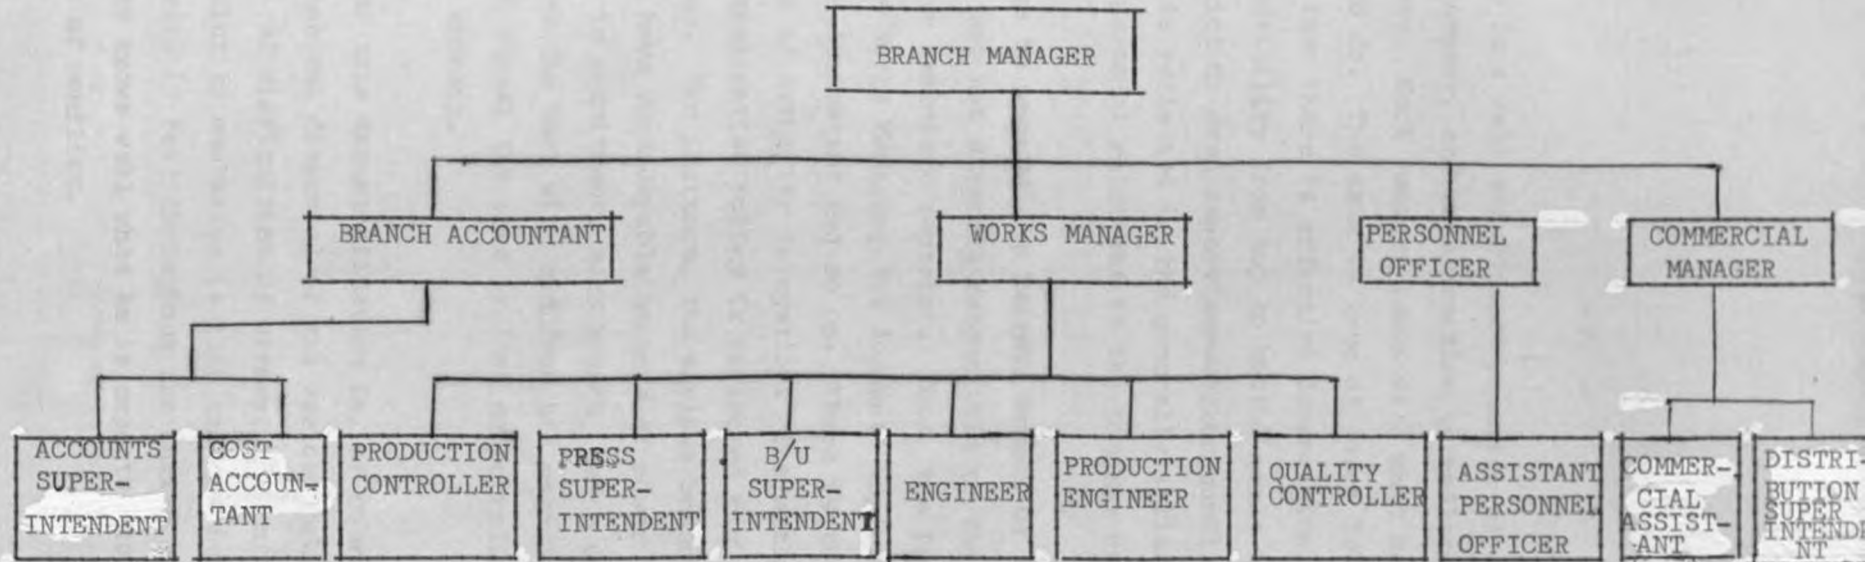 BRANCH MANAGER
BRANCH ACCOUNTANT
WORKS MANAGER
PERSONNEL
OFFICER
COMMERCIAL
MANAGER
ACCOUNTS
SUPER-
INTENDENT
COST
ACCOUN-
TANT
PRODUCTION
CONTROLLER
PRESS
SUPER-
INTENDENT
B/U
SUPER-
INTENDENT
ENGINEER
PRODUCTION
ENGINEER
QUALITY
CONTROLLER
ASSISTANT
PERSONNEL
OFFICER
COMMER-
CIAL
ASSIST-
ANT
DISTRI-
BUTION
SUPER
INTENDE
NT